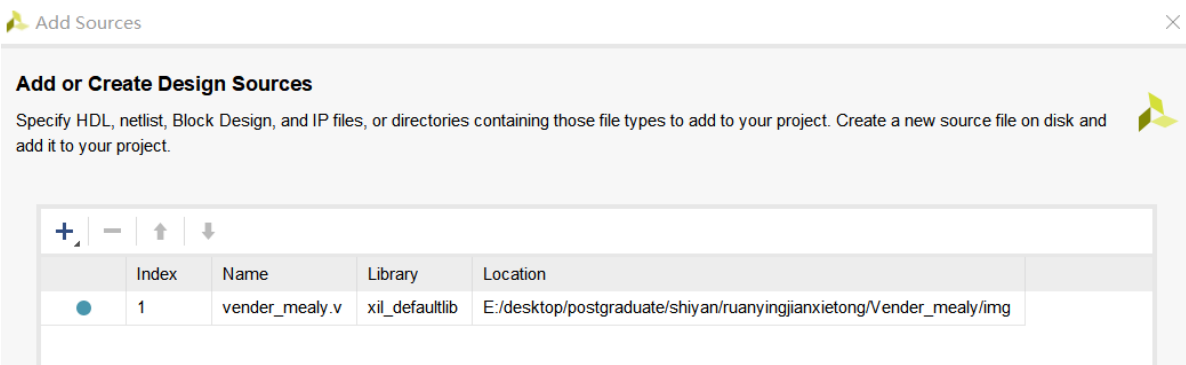 Add Sources
Add or Create Design Sources
Specify HDL, netlist, Block Design, and IP files, or directories containing those file types to add to your project. Create a new source file on disk and
add it to your project.
Index Name Library Location
1 vender_mealy.v xil_defaultlib E:/desktop/postgraduate/shiyan/ruanyingjianxietong/Vender_mealy/img